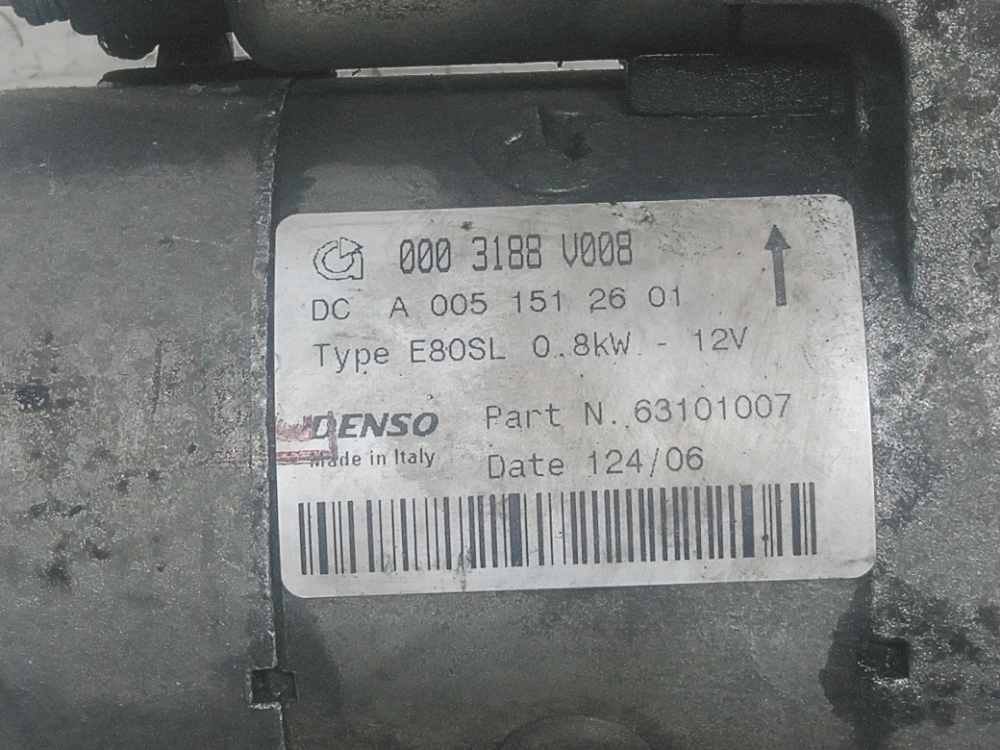 000 3188 V008
DC A 005 151 26 01
Type E80SL 0..8kW - 12V
DENSO
Made in Italy
Part N..63101007
Date 124/06